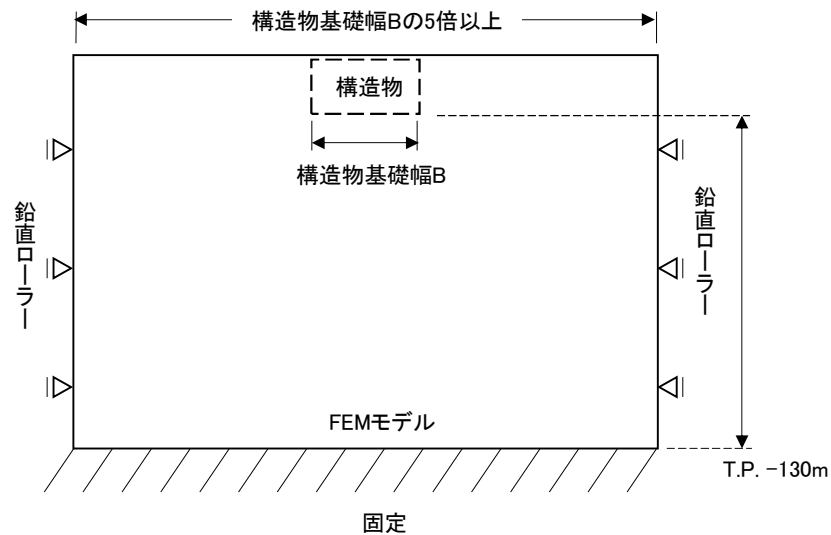 構造物基礎幅Bの5倍以上
構造物
構造物基礎幅B
鉛直ローラー
鉛直ローラー
FEMモデル
T.P. -130m
固定